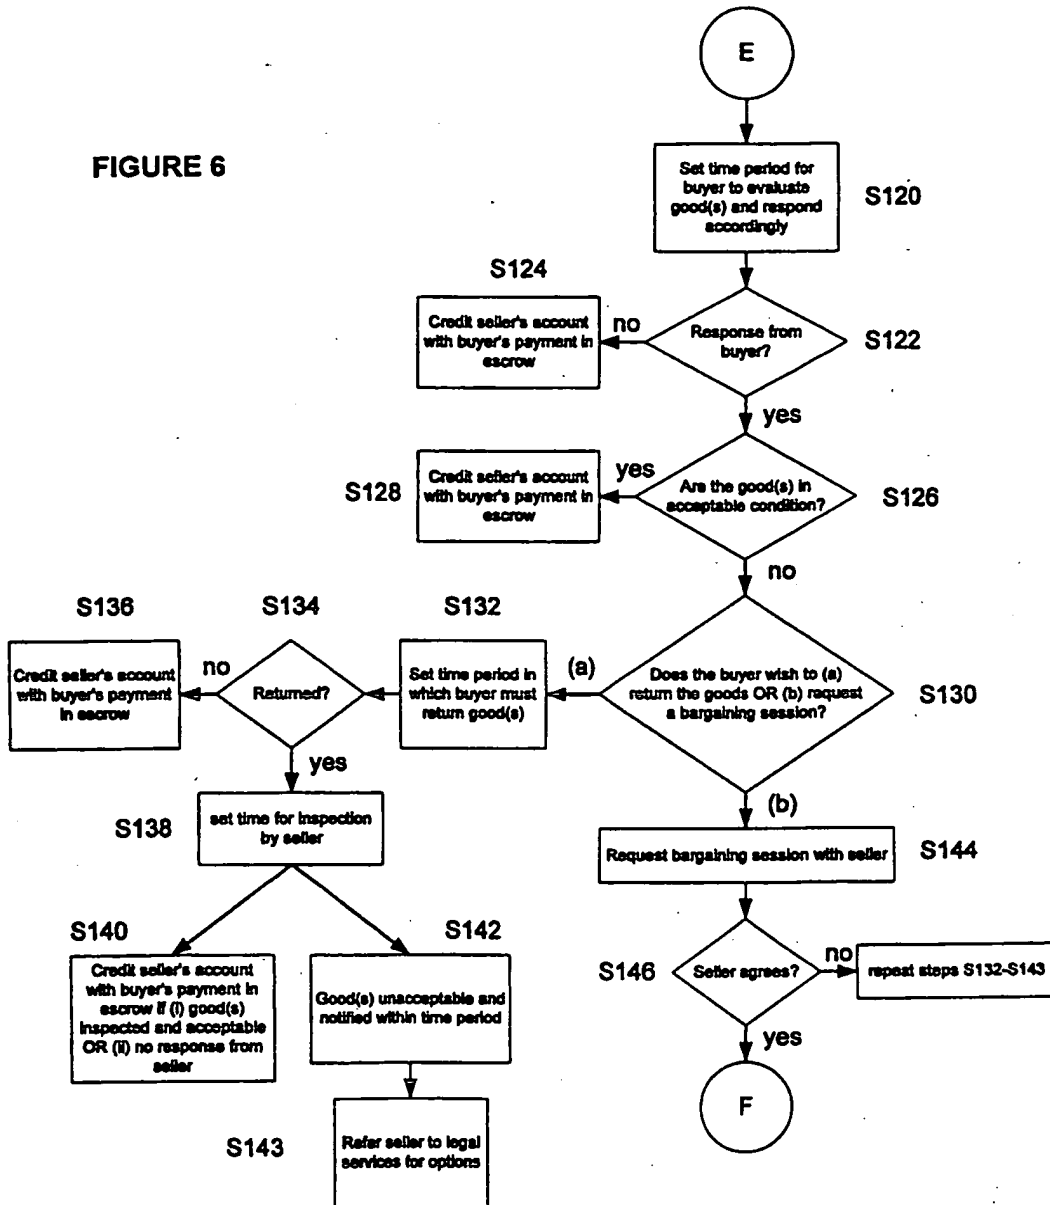 E
FIGURE 6
Set time period for
buyer to evaluate
good(s) and respond
accordingly
S120
S124
Credit seller's account
with buyer's payment in
escrow
no
Response from
buyer?
S122
yes
S128
Credit seller's account
with buyer's payment in
escrow
yes
Are the good(s) in
acceptable condition?
S126
no
S136
S134
S132
Credit seller's account
with buyer's payment
in escrow
no
Returned?
Set time period in
which buyer must
return good(s)
(a)
Does the buyer wish to (a)
return the goods OR (b) request
a bargaining session?
S130
yes
(b)
S138
set time for inspection
by seller
Request bargaining session with seller
S144
S140
S142
Credit seller's account
with buyer's payment in
escrow if (i) good(s)
inspected and acceptable
OR (ii) no response from
seller
Good(s) unacceptable and
notified within time period
S146
Seller agrees?
no
repeat steps S132-S143
yes
F
S143
Refer seller to legal
services for options